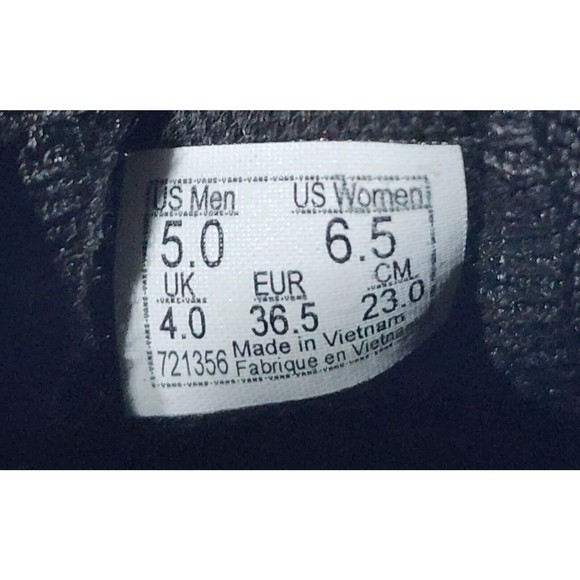 US Men US Women
5.0 6.5
UK EUR CM
4.0 36.5 23.0
721356 Made in Vietnam
Fabrique en Vietnam